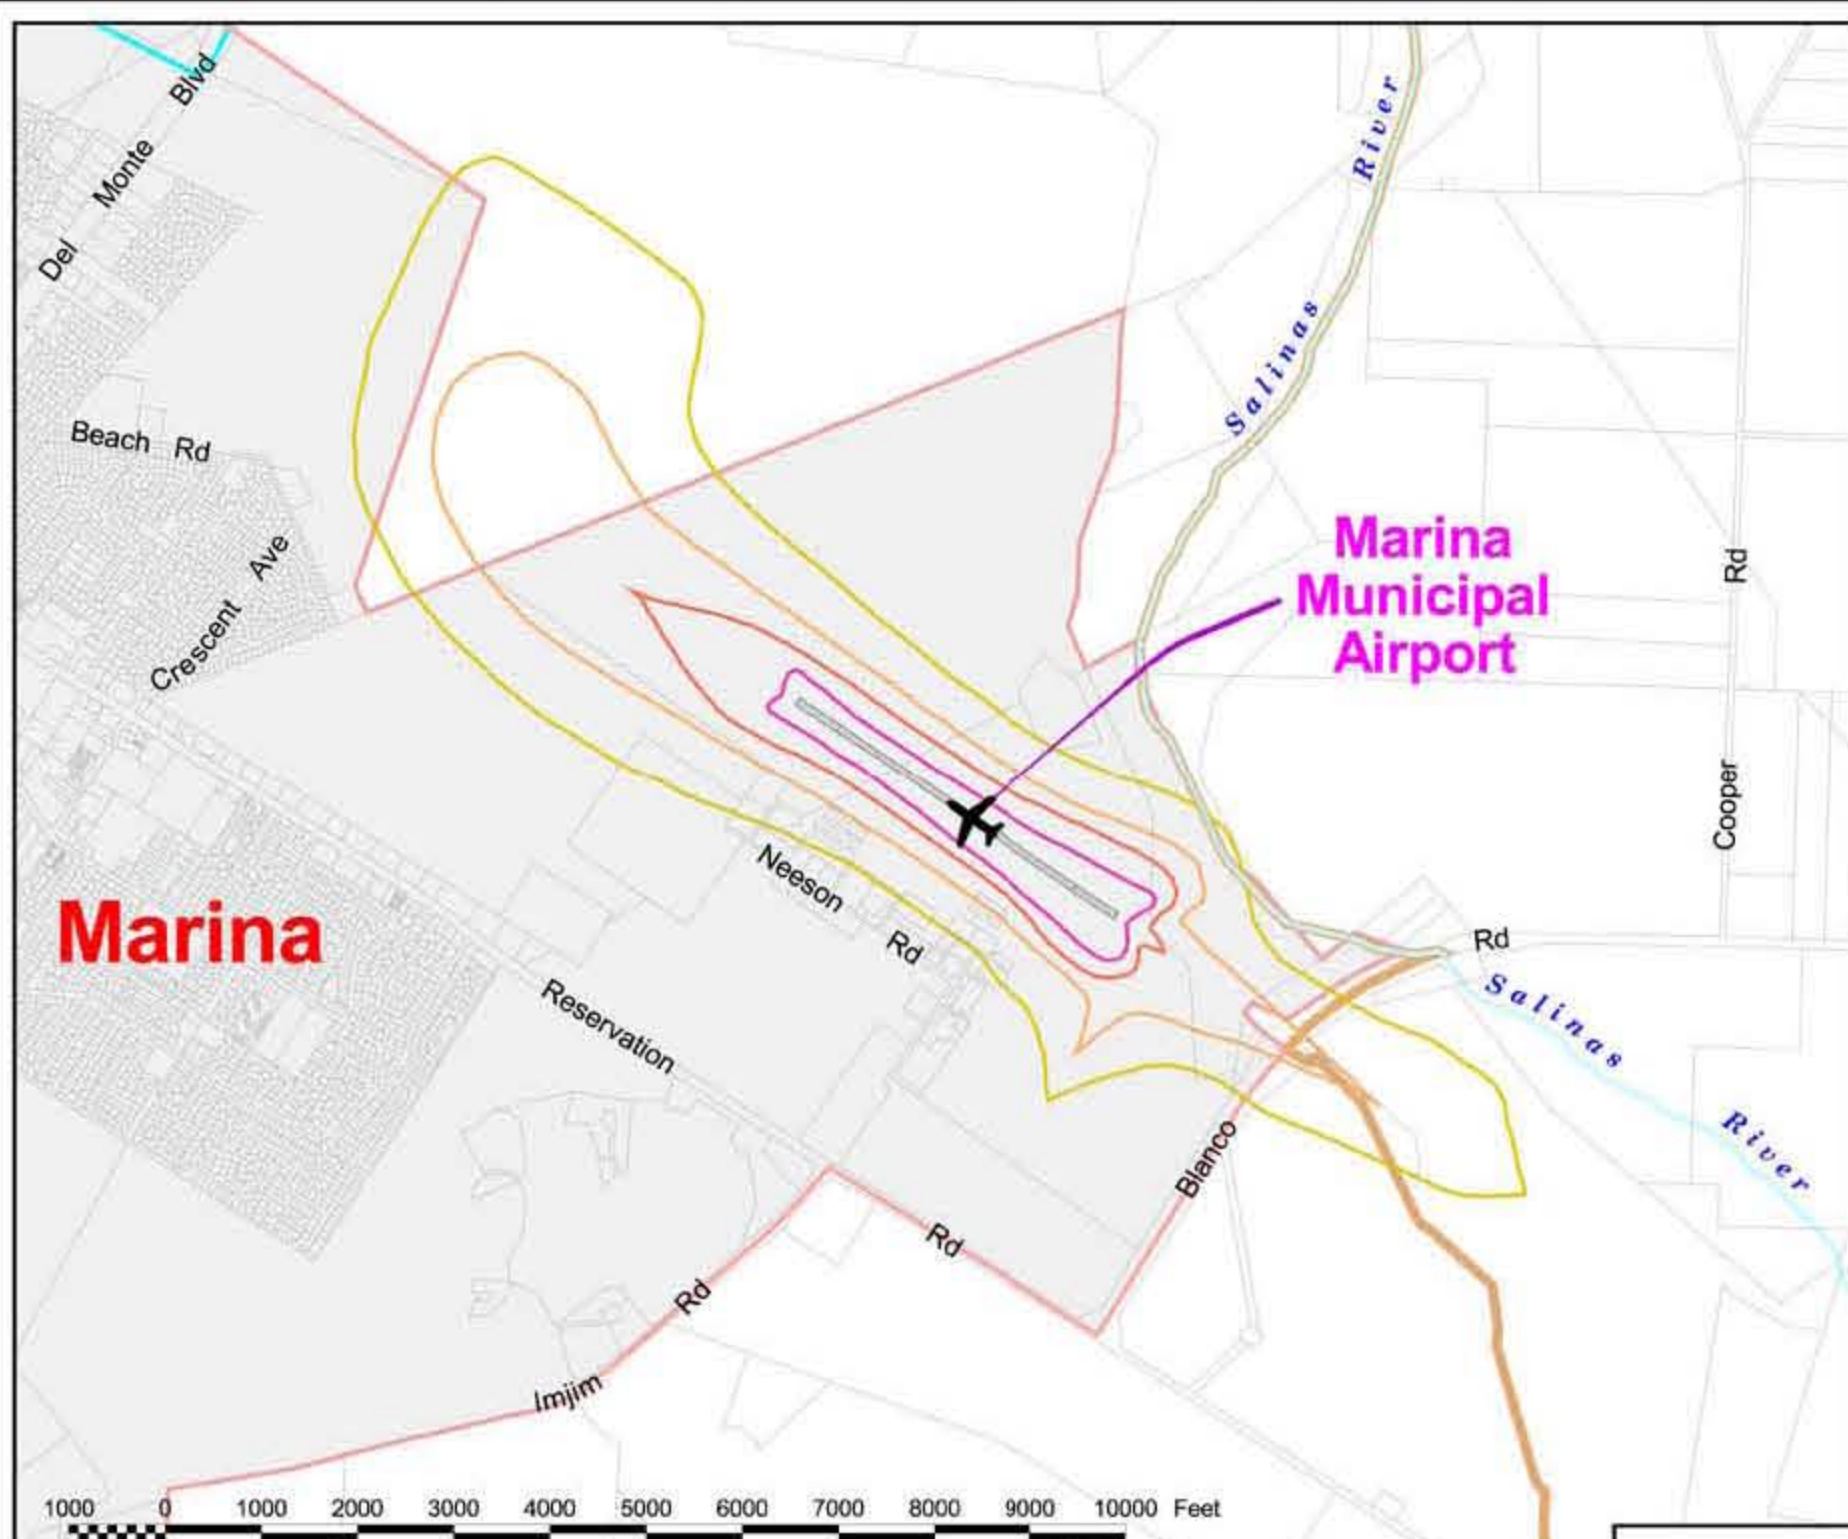 Del Monte Blvd
Salinas River
Beach Rd
Crescent Ave
Marina
Municipal
Airport
Cooper Rd
Marina
Neeson Rd
Reservation Rd
Blanco Rd
Salinas River
Imjim Rd
1000 0 1000 2000 3000 4000 5000 6000 7000 8000 9000 10000 Feet